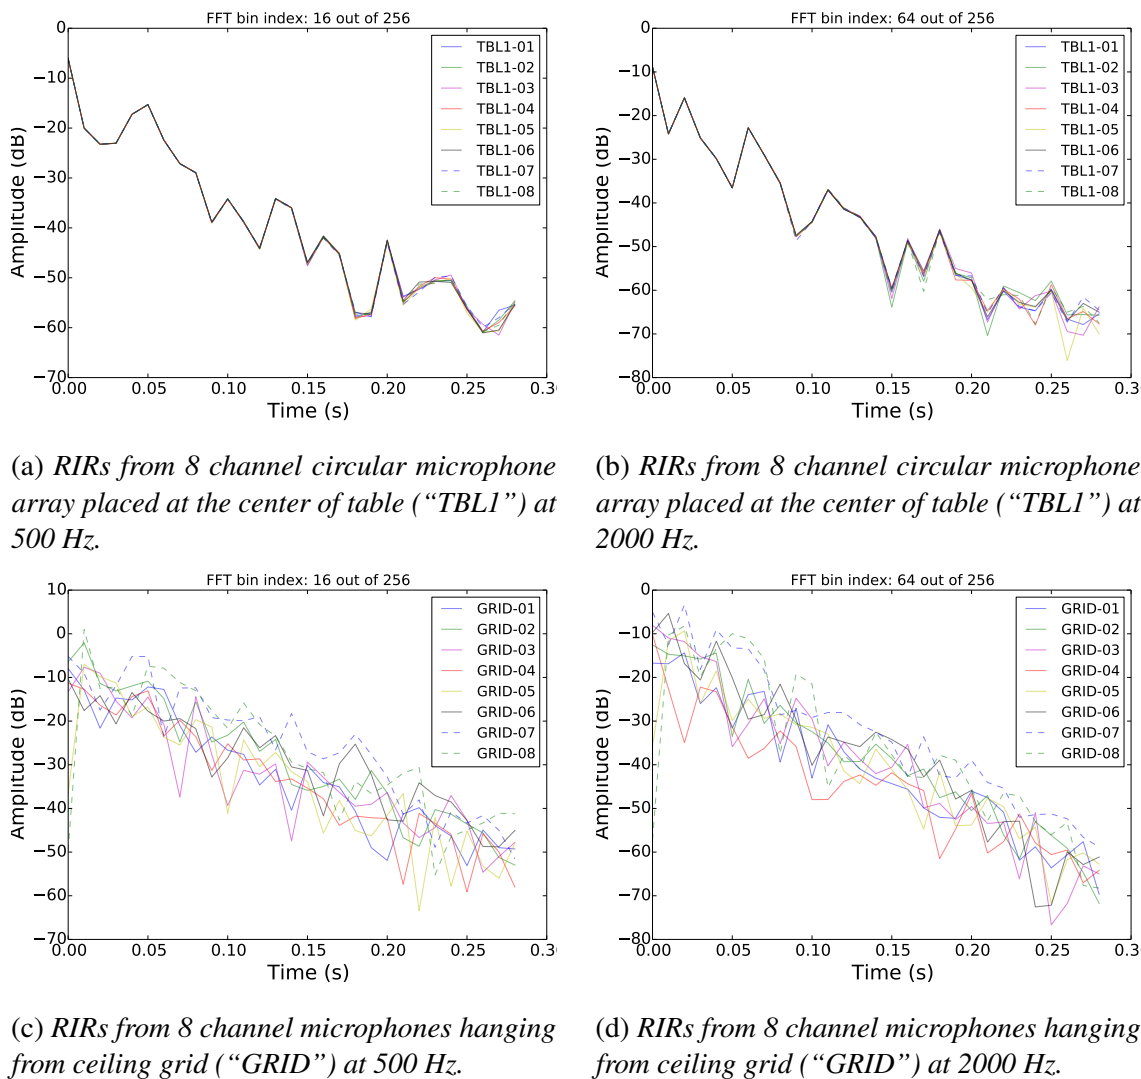 FFT bin index: 16 out of 256
0
−10
−20
−30
−40
−50
−60
−70
Amplitude (dB)
TBL1-01
TBL1-02
TBL1-03
TBL1-04
TBL1-05
TBL1-06
TBL1-07
TBL1-08
0.00 0.05 0.10 0.15 0.20 0.25 0.3
Time (s)
FFT bin index: 64 out of 256
0
−10
−20
−30
−40
−50
−60
−70
−80
Amplitude (dB)
TBL1-01
TBL1-02
TBL1-03
TBL1-04
TBL1-05
TBL1-06
TBL1-07
TBL1-08
0.00 0.05 0.10 0.15 0.20 0.25 0.30
Time (s)
(a) RIRs from 8 channel circular microphone
array placed at the center of table (“TBL1”) at
500 Hz.
(b) RIRs from 8 channel circular microphone
array placed at the center of table (“TBL1”) at
2000 Hz.
FFT bin index: 16 out of 256
10
0
−10
−20
−30
−40
−50
−60
−70
Amplitude (dB)
GRID-01
GRID-02
GRID-03
GRID-04
GRID-05
GRID-06
GRID-07
GRID-08
0.00 0.05 0.10 0.15 0.20 0.25 0.3
Time (s)
FFT bin index: 64 out of 256
0
−10
−20
−30
−40
−50
−60
−70
−80
Amplitude (dB)
GRID-01
GRID-02
GRID-03
GRID-04
GRID-05
GRID-06
GRID-07
GRID-08
0.00 0.05 0.10 0.15 0.20 0.25 0.30
Time (s)
(c) RIRs from 8 channel microphones hanging
from ceiling grid (“GRID”) at 500 Hz.
(d) RIRs from 8 channel microphones hanging
from ceiling grid (“GRID”) at 2000 Hz.